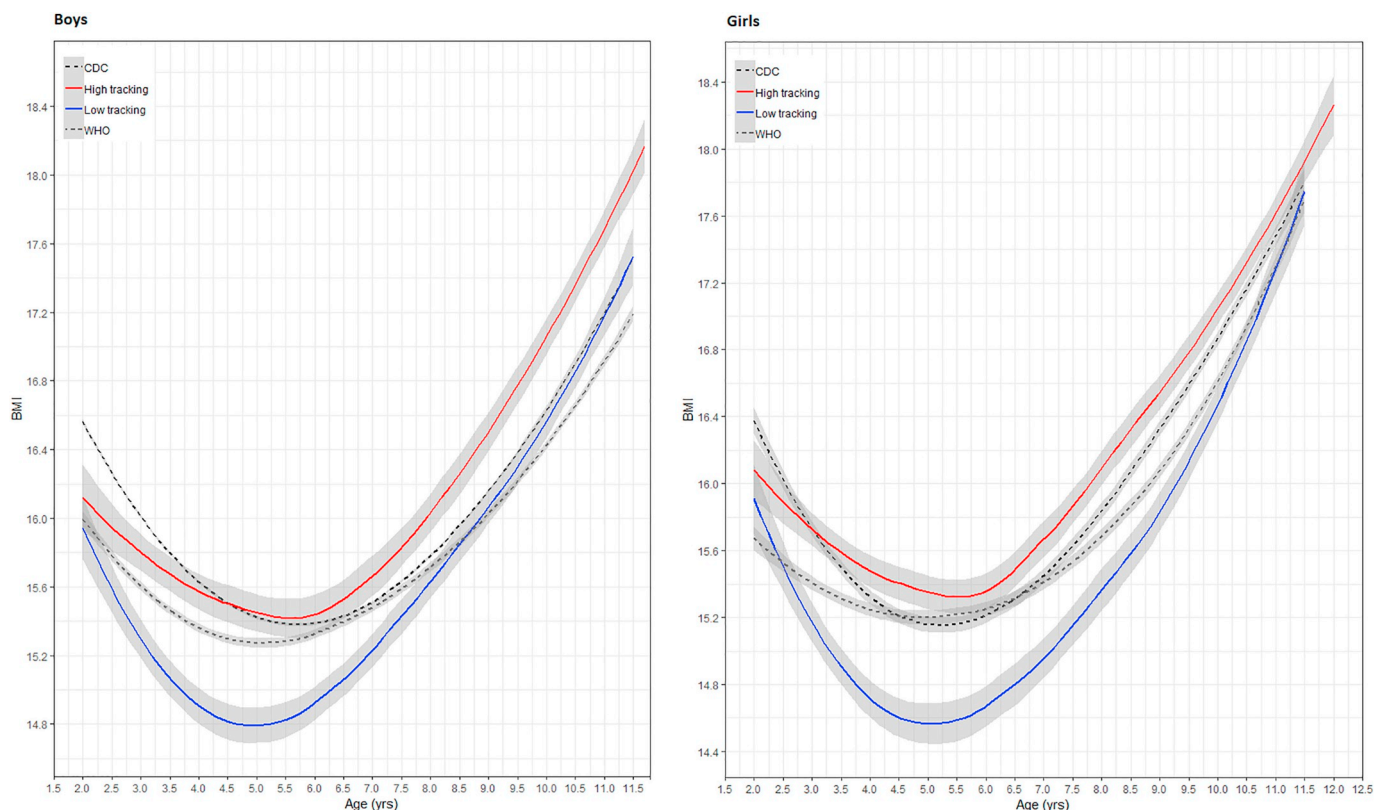 Boys
CDC
High tracking
Low tracking
WHO
18.4
18.0
17.6
17.2
16.8
16.4
16.0
15.6
15.2
14.8
BMI
1.5 2.0 2.5 3.0 3.5 4.0 4.5 5.0 5.5 6.0 6.5 7.0 7.5 8.0 8.5 9.0 9.5 10.0 10.5 11.0 11.5
Age (yrs)
Girls
CDC
High tracking
Low tracking
WHO
18.4
18.0
17.6
17.2
16.8
16.4
16.0
15.6
15.2
14.8
14.4
BMI
1.5 2.0 2.5 3.0 3.5 4.0 4.5 5.0 5.5 6.0 6.5 7.0 7.5 8.0 8.5 9.0 9.5 10.0 10.5 11.0 11.5 12.0 12.5
Age (yrs)